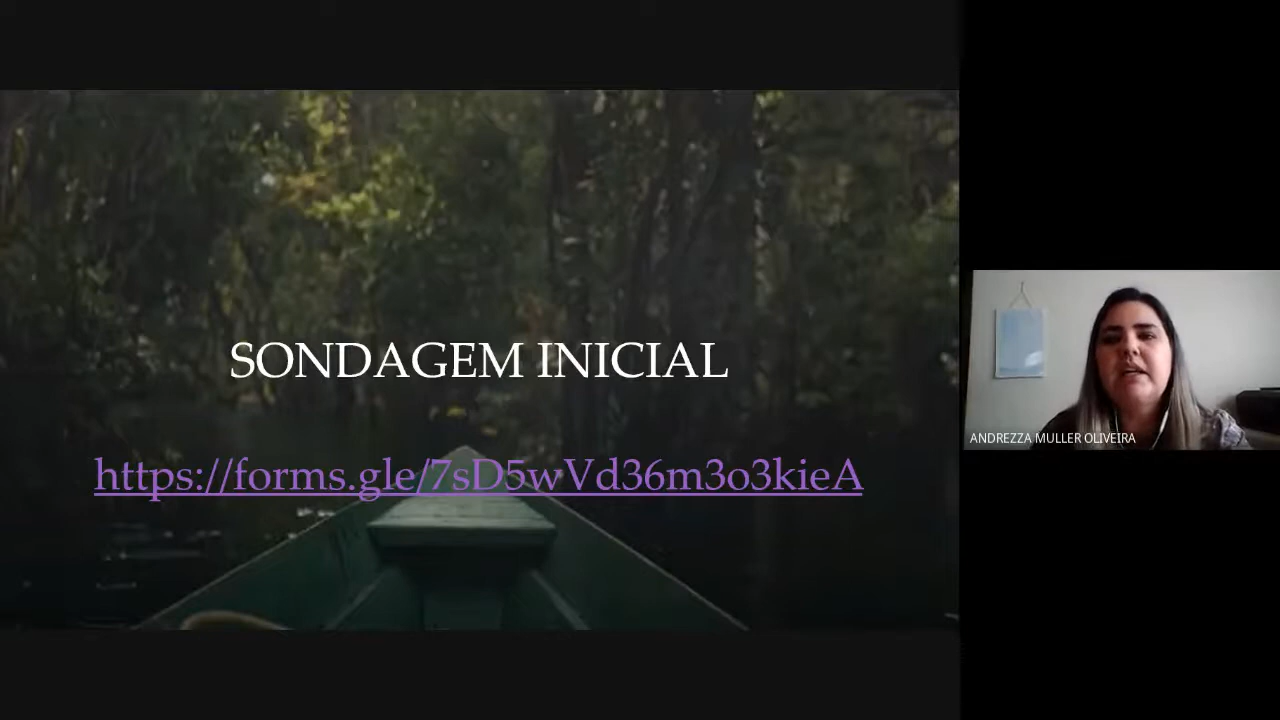 SONDAGEM INICIAL
https://forms.gle/7sD5wVd36m3o3kieA
ANDREZZA MULLER OLIVEIRA